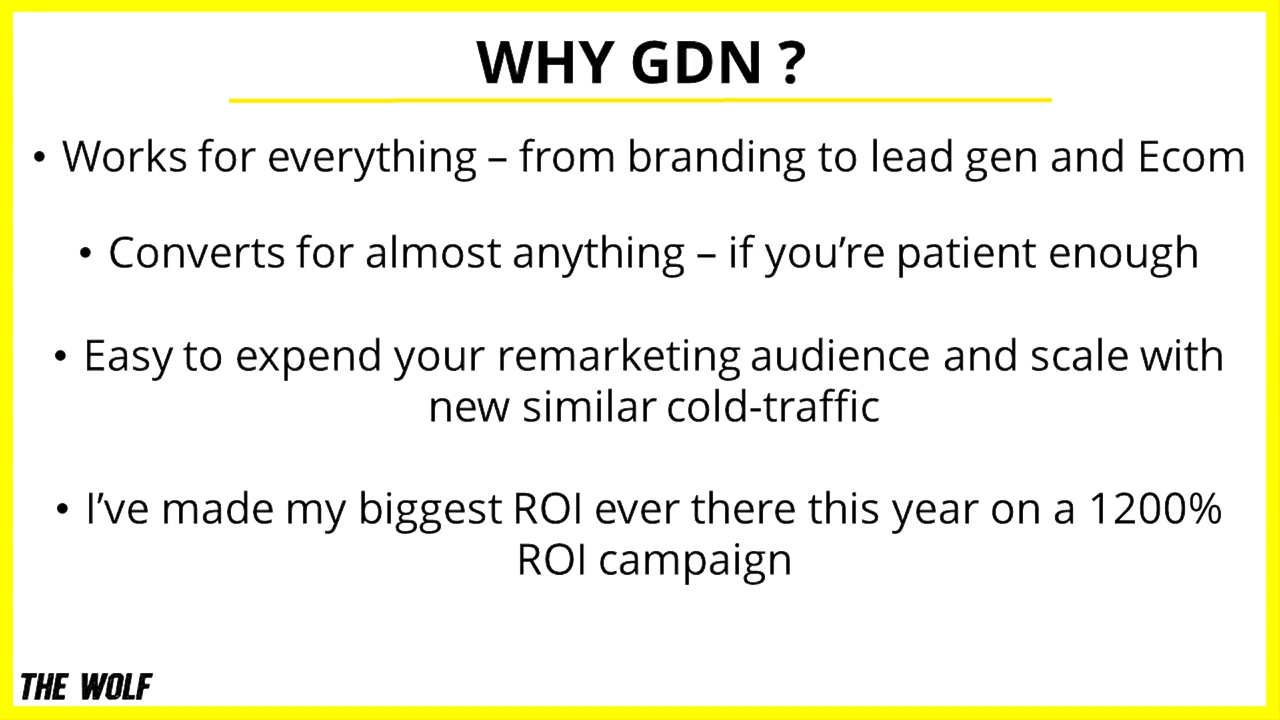 WHY GDN ?
• Works for everything – from branding to lead gen and Ecom
• Converts for almost anything – if you’re patient enough
• Easy to expend your remarketing audience and scale with
new similar cold-traffic
• I’ve made my biggest ROI ever there this year on a 1200%
ROI campaign
THE WOLF